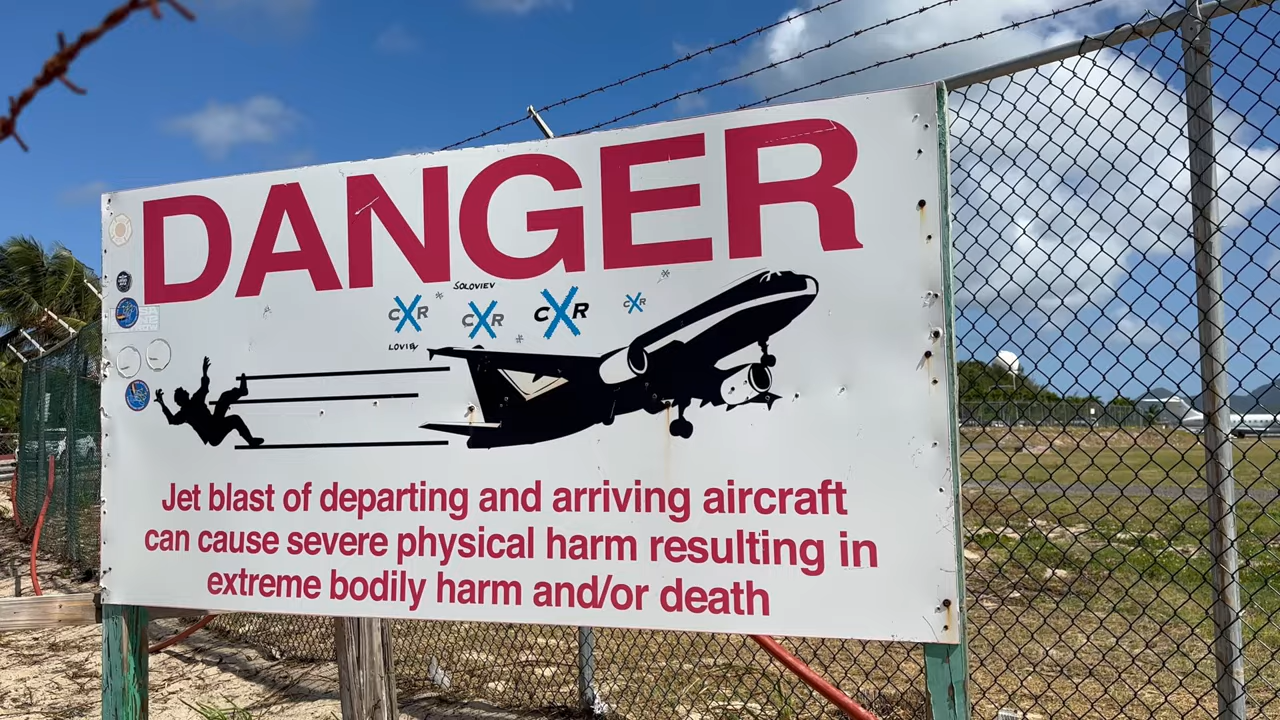 DANGER
SOLOVIEV
CXR
CXR
CXR
CXR
LOVIEV
Jet blast of departing and arriving aircraft
can cause severe physical harm resulting in
extreme bodily harm and/or death